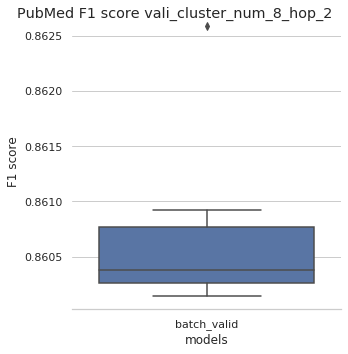 PubMed F1 score vali_cluster_num_8_hop_2
0.8625
0.8620
0.8615
0.8610
0.8605
F1 score
batch_valid
models